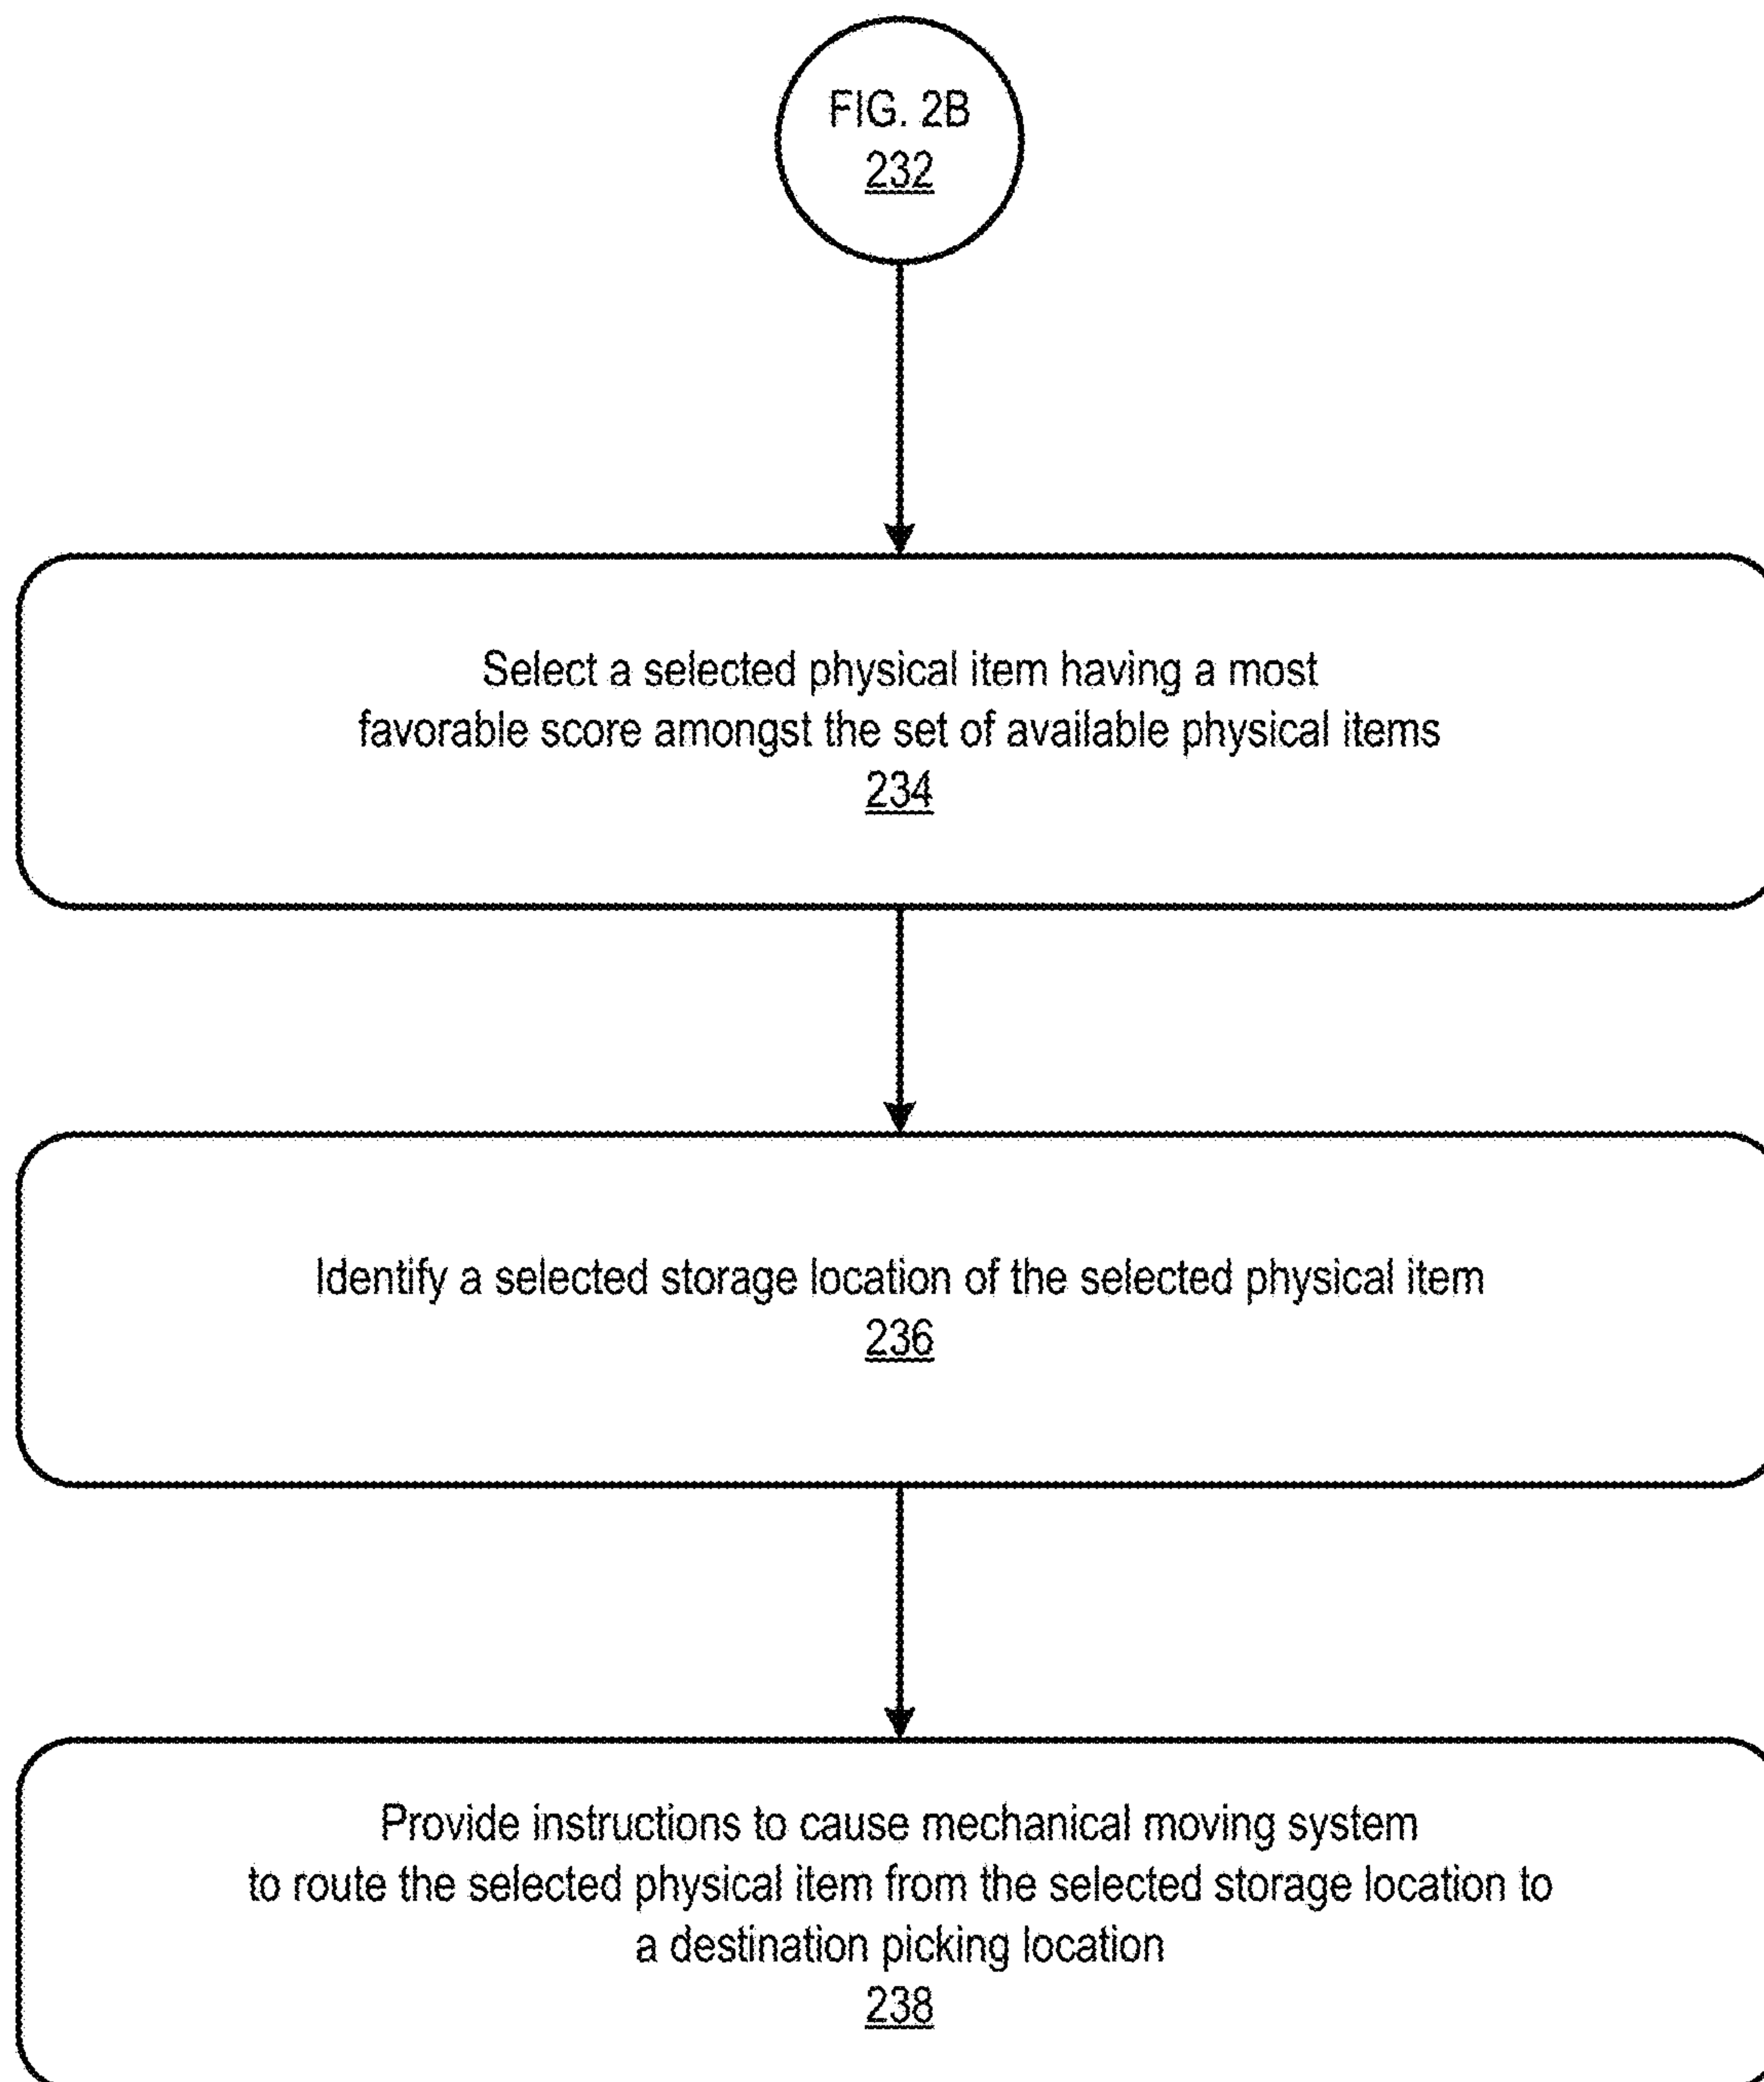 FIG. 2B
232
Select a selected physical item having a most
favorable score amongst the set of available physical items
234
Identify a selected storage location of the selected physical item
236
Provide instructions to cause mechanical moving system
to route the selected physical item from the selected storage location to
a destination picking location
238